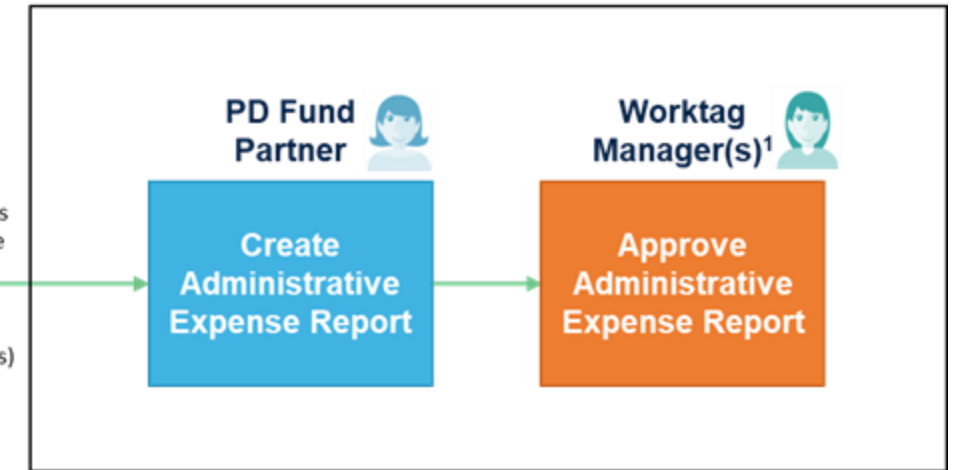 PD Fund
Partner
Worktag
Manager(s)¹
Create
Administrative
Expense Report
Approve
Administrative
Expense Report